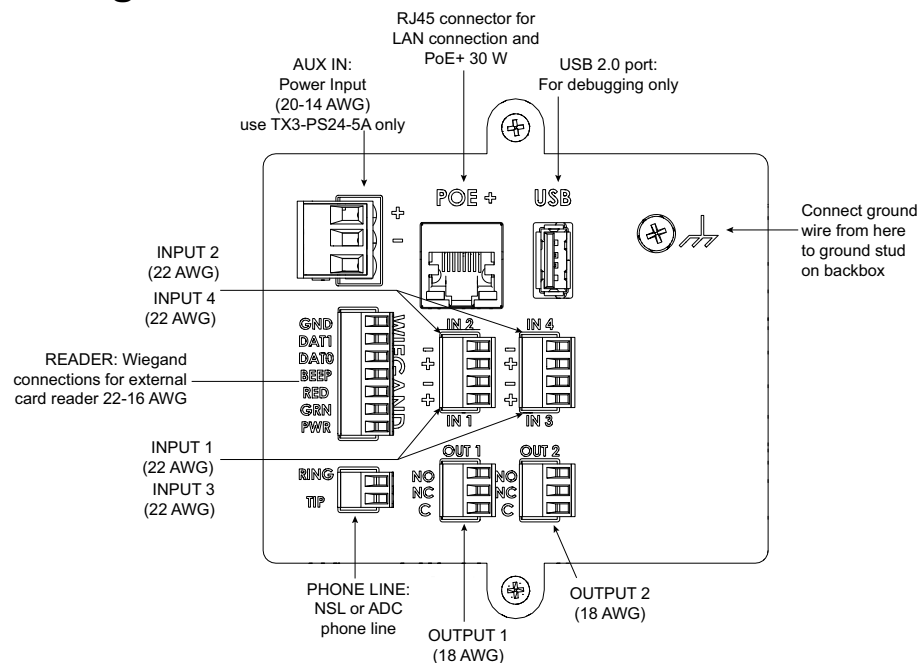 RJ45 connector for
LAN connection and
PoE+ 30 W
AUX IN:
Power Input
(20-14 AWG)
use TX3-PS24-5A only
USB 2.0 port:
For debugging only
POE +
USB
+
-
Connect ground
wire from here
to ground stud
on backbox
INPUT 2
(22 AWG)
INPUT 4
(22 AWG)
READER: Wiegand
connections for external
card reader 22-16 AWG
INPUT 1
(22 AWG)
INPUT 3
(22 AWG)
GND
DAT1
DAT0
BEEP
RED
GRN
PWR
WIEGAND
IN 2
-
+
-
+
IN 1
IN 4
-
+
-
+
IN 3
RING
TIP
OUT 1
NO
NC
C
OUT 2
NO
NC
C
PHONE LINE:
NSL or ADC
phone line
OUTPUT 1
(18 AWG)
OUTPUT 2
(18 AWG)